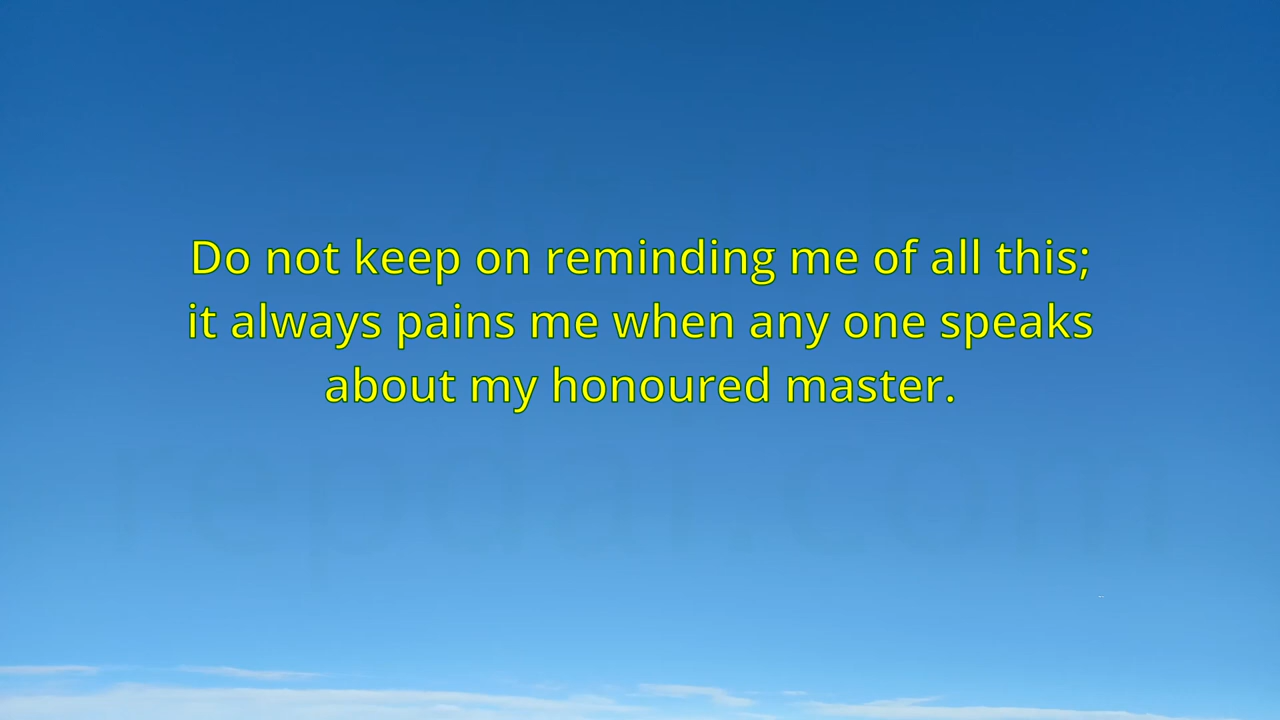 Do not keep on reminding me of all this;
it always pains me when any one speaks
about my honoured master.